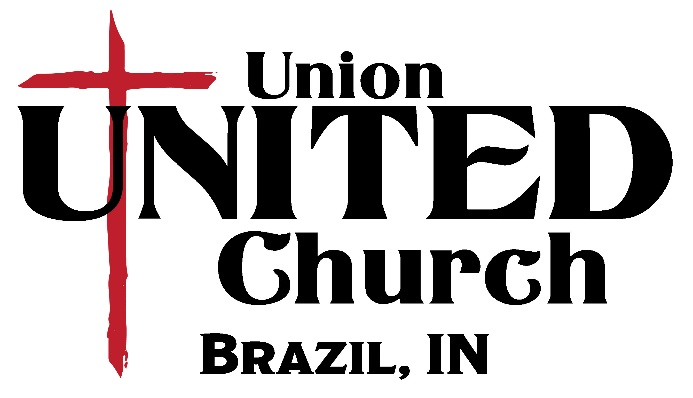 Union
UNITED
Church
BRAZIL, IN